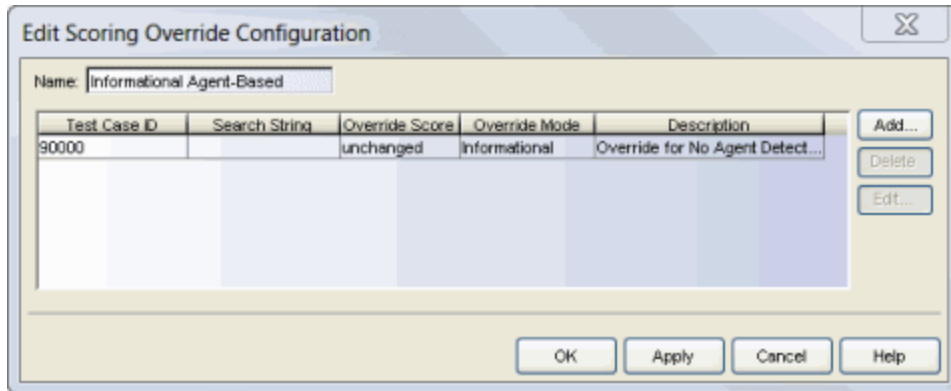 Edit Scoring Override Configuration
Name: Informational Agent-Based
Test Case ID Search String Override Score Override Mode Description
90000 unchanged Informational Override for No Agent Detect...
Add...
Delete
Edit...
OK Apply Cancel Help